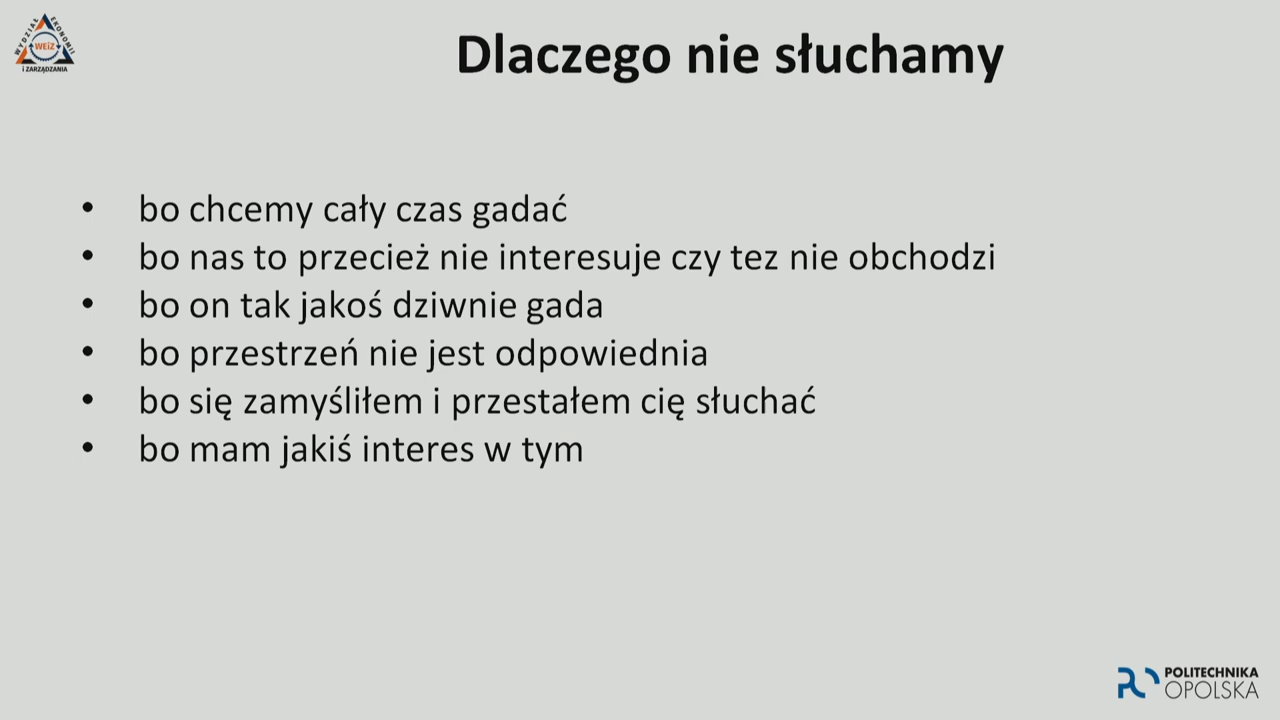 WYDZIAŁ EKONOMII
WEiZ
I ZARZĄDZANIA
Dlaczego nie słuchamy
• bo chcemy cały czas gadać
• bo nas to przecież nie interesuje czy tez nie obchodzi
• bo on tak jakoś dziwnie gada
• bo przestrzeń nie jest odpowiednia
• bo się zamyśliłem i przestałem cię słuchać
• bo mam jakiś interes w tym
POLITECHNIKA
OPOLSKA